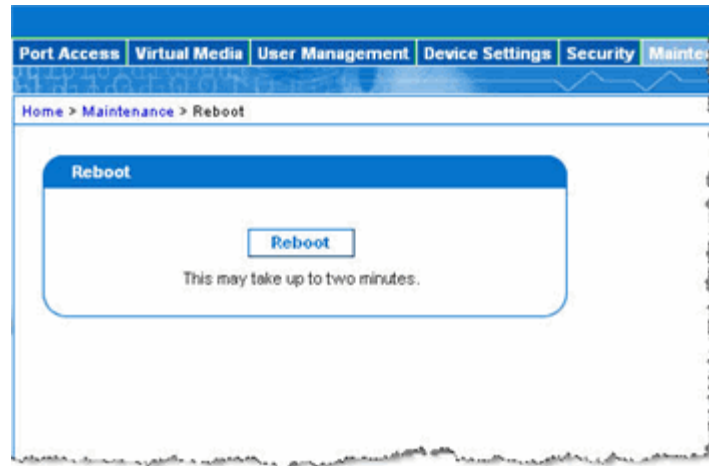 Port Access Virtual Media User Management Device Settings Security
Home > Maintenance > Reboot
Reboot
Reboot
This may take up to two minutes.